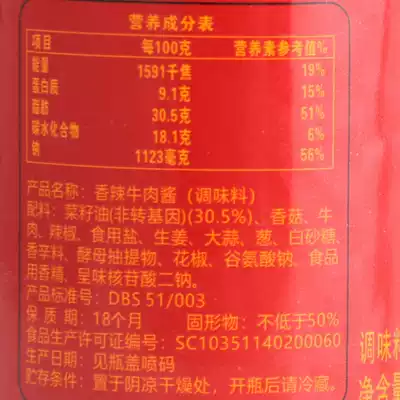 营养成分表
项目 每100克 营养素参考值%
能量 1591千焦 19%
蛋白质 9.1克 15%
脂肪 30.5克 51%
碳水化合物 18.1克 6%
钠 1123毫克 56%
产品名称：香辣牛肉酱（调味料）
配料：菜籽油(非转基因)(30.5%)、香菇、牛
肉、辣椒、食用盐、生姜、大蒜、葱、白砂糖、
香辛料、酵母抽提物、花椒、谷氨酸钠、食品
用香精、呈味核苷酸二钠。
产品标准号：DBS 51/003
保 质 期：18个月 固形物：不低于50%
食品生产许可证编号：SC10351140200060
生产日期：见瓶盖喷码
贮存条件：置于阴凉干燥处，开瓶后请冷藏。
调味料
净含量